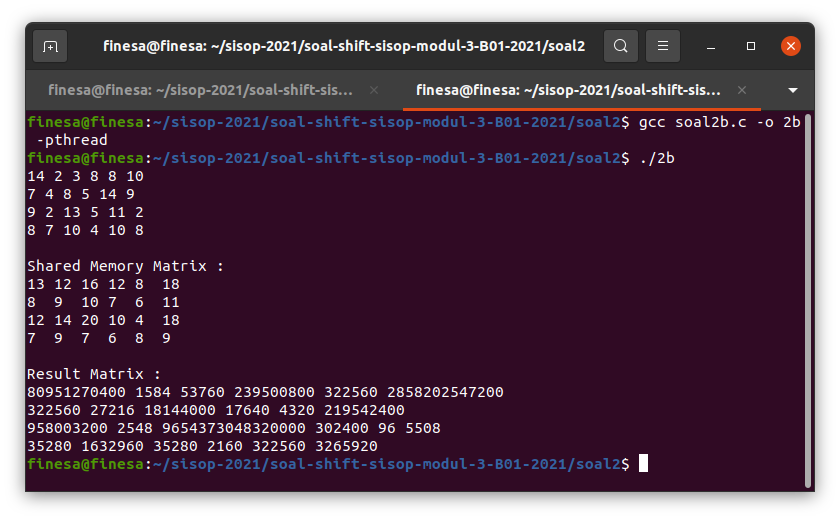 finesa@finesa: ~/sisop-2021/soal-shift-sisop-modul-3-B01-2021/soal2
finesa@finesa: ~/sisop-2021/soal-shift-sis...
finesa@finesa: ~/sisop-2021/soal-shift-sis...
finesa@finesa:~/sisop-2021/soal-shift-sisop-modul-3-B01-2021/soal2$ gcc soal2b.c -o 2b
-pthread
finesa@finesa:~/sisop-2021/soal-shift-sisop-modul-3-B01-2021/soal2$ ./2b
14 2 3 8 8 10
7 4 8 5 14 9
9 2 13 5 11 2
8 7 10 4 10 8
Shared Memory Matrix :
13 12 16 12 8  18
8  9  10 7  6  11
12 14 20 10 4  18
7  9  7  6  8  9
Result Matrix :
80951270400 1584 53760 239500800 322560 2858202547200
322560 27216 18144000 17640 4320 219542400
958003200 2548 9654373048320000 302400 96 5508
35280 1632960 35280 2160 322560 3265920
finesa@finesa:~/sisop-2021/soal-shift-sisop-modul-3-B01-2021/soal2$